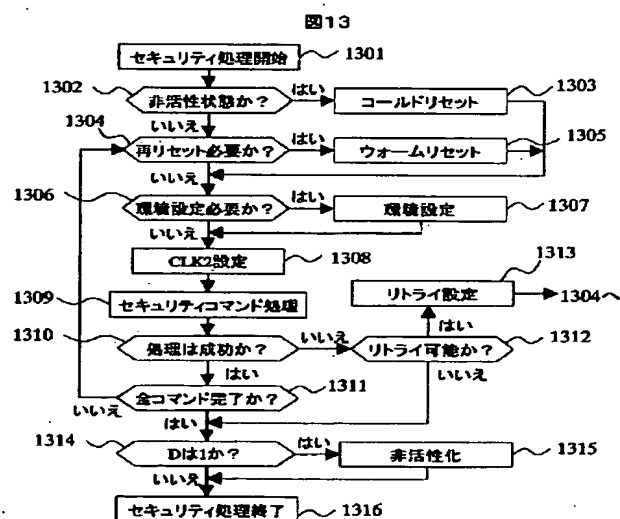 図13
セキュリティ処理開始
1301
1302
非活性状態か?
はい
コールドリセット
1303
いいえ
1304
再リセット必要か?
はい
ウォームリセット
1305
いいえ
1306
環境設定必要か?
はい
環境設定
1307
いいえ
CLK2設定
1308
1313
リトライ設定
1304へ
1309
セキュリティコマンド処理
はい
1310
処理は成功か?
いいえ
リトライ可能か?
1312
はい
いいえ
全コマンド完了か?
1311
いいえ
はい
1314
Dは1か?
はい
非活性化
1315
いいえ
セキュリティ処理終了
1316